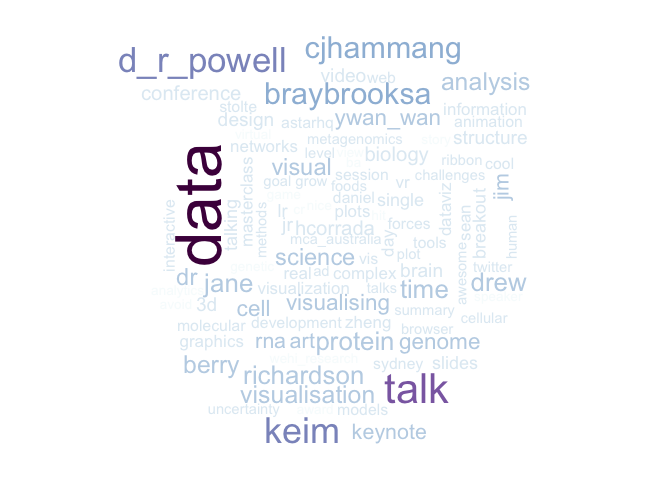 cjhammang
d_r_powell
video web
analysis
conference
braybrooksa
information
stolte
design
astarhq
ywan_wan
animation
structure
metagenomics
networks
level
biology
ribbon
cool
visual
session
challenges
data
talking
masterclass
goal grow
foods
vr
jim
daniel
single
dataviz
interactive
methods
lr
plots
jr
hcorrada
forces
day
sean
breakout
human
mca_australia
tools
science
vis
plot
awesome
dr
jane
real
ad
complex
brain
twitter
drew
visualization
talks
time
3d
cell
visualising
summary
cellular
molecular
development
zheng
browser
graphics
rna
art
protein
genome
berry
sydney
slides
richardson
visualisation
talk
uncertainty
models
keim
keynote